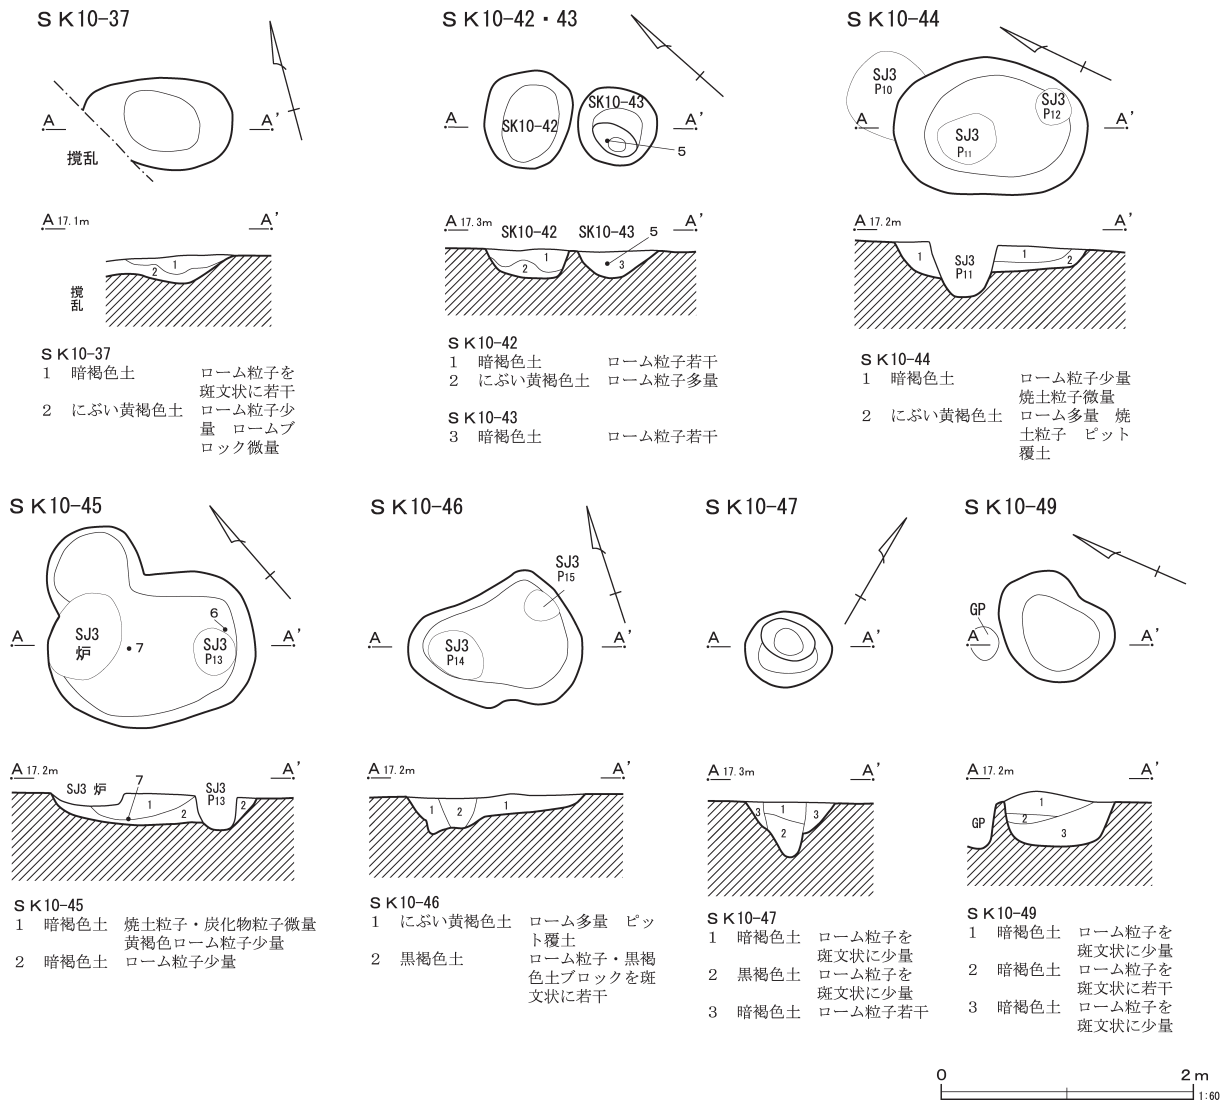 ＳＫ10-37
A
A'
攪乱
A 17.1m
A'
1
2
攪乱
ＳＫ10-37
1 暗褐色土 ローム粒子を
斑文状に若干
2 にぶい黄褐色土 ローム粒子少
量 ロームブ
ロック微量
ＳＫ10-42・43
A
A'
SK10-42
SK10-43
5
A 17.3m
A'
SK10-42
SK10-43
5
1
2
3
ＳＫ10-42
1 暗褐色土 ローム粒子若干
2 にぶい黄褐色土 ローム粒子多量
ＳＫ10-43
3 暗褐色土 ローム粒子若干
ＳＫ10-44
SJ3
P10
SJ3
P12
SJ3
P11
A
A'
A 17.2m
A'
1
SJ3
P11
1
2
ＳＫ10-44
1 暗褐色土 ローム粒子少量
焼土粒子微量
2 にぶい黄褐色土 ローム多量 焼
土粒子 ピット
覆土
ＳＫ10-45
A
A'
SJ3
炉
7
6
SJ3
P13
A 17.2m
A'
SJ3 炉
7
SJ3
P13
1
2
2
ＳＫ10-45
1 暗褐色土 焼土粒子・炭化物粒子微量
黄褐色ローム粒子少量
2 暗褐色土 ローム粒子少量
ＳＫ10-46
SJ3
P15
A
A'
SJ3
P14
A 17.2m
A'
1
2
1
ＳＫ10-46
1 にぶい黄褐色土 ローム多量 ピッ
ト覆土
2 黒褐色土 ローム粒子・黒褐
色土ブロックを斑
文状に若干
ＳＫ10-47
A
A'
A 17.3m
A'
3
1
3
2
ＳＫ10-47
1 暗褐色土 ローム粒子を
斑文状に少量
2 黒褐色土 ローム粒子を
斑文状に少量
3 暗褐色土 ローム粒子若干
ＳＫ10-49
GP
A
A'
A 17.2m
A'
GP
1
2
3
ＳＫ10-49
1 暗褐色土 ローム粒子を
斑文状に少量
2 暗褐色土 ローム粒子を
斑文状に若干
3 暗褐色土 ローム粒子を
斑文状に少量
0
2m
1:60